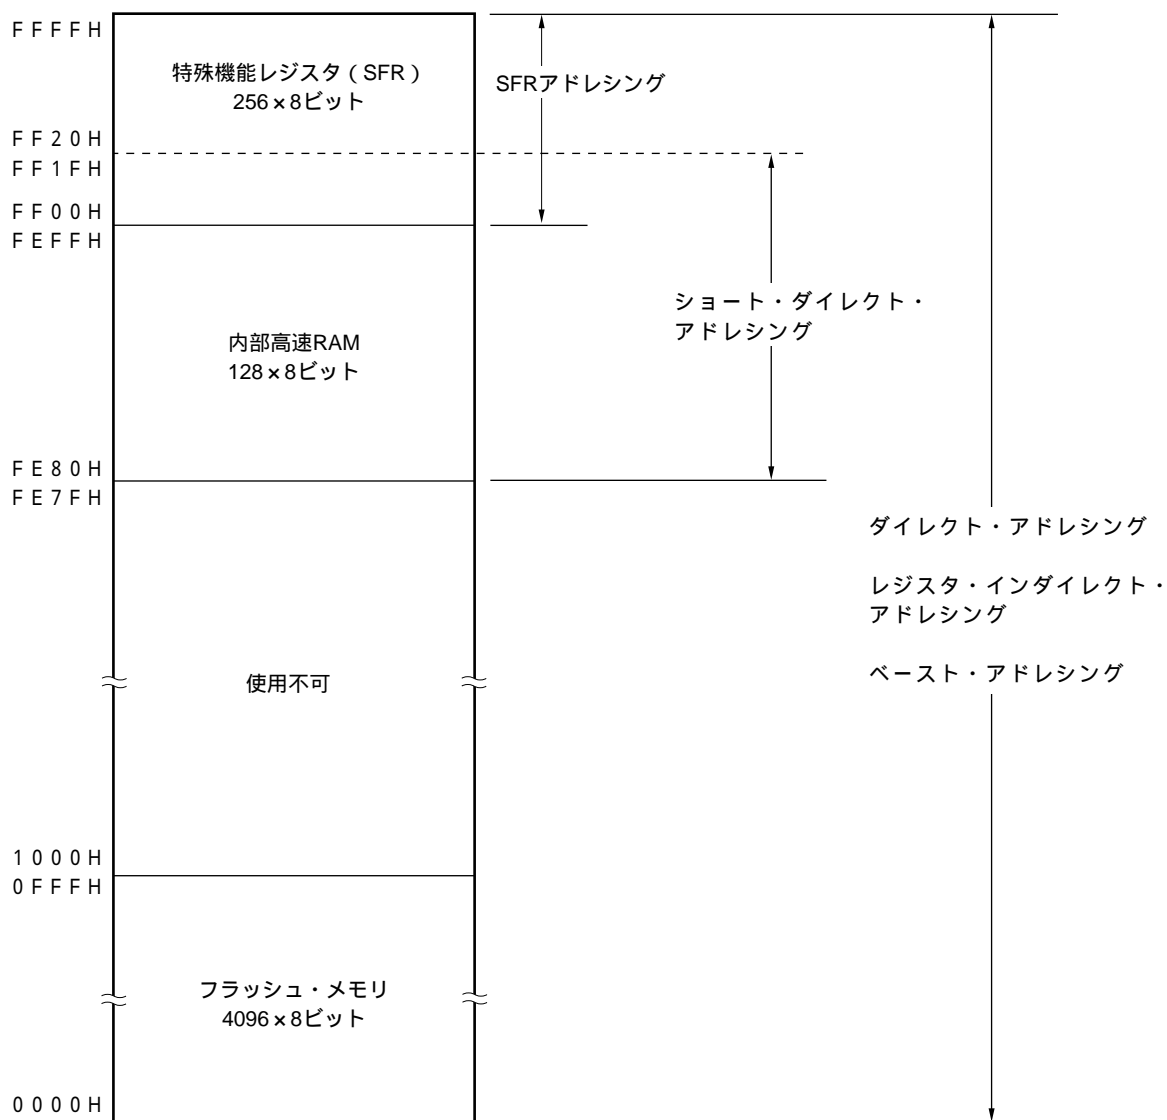 FFFFH
特殊機能レジスタ（SFR）
256×8ビット
SFRアドレシング
FF20H
FF1FH
FF00H
FEFFH
ショート・ダイレクト・
アドレシング
内部高速RAM
128×8ビット
FE80H
FE7FH
ダイレクト・アドレシング
レジスタ・インダイレクト・
アドレシング
ベースト・アドレシング
使用不可
1000H
0FFFH
フラッシュ・メモリ
4096×8ビット
0000H